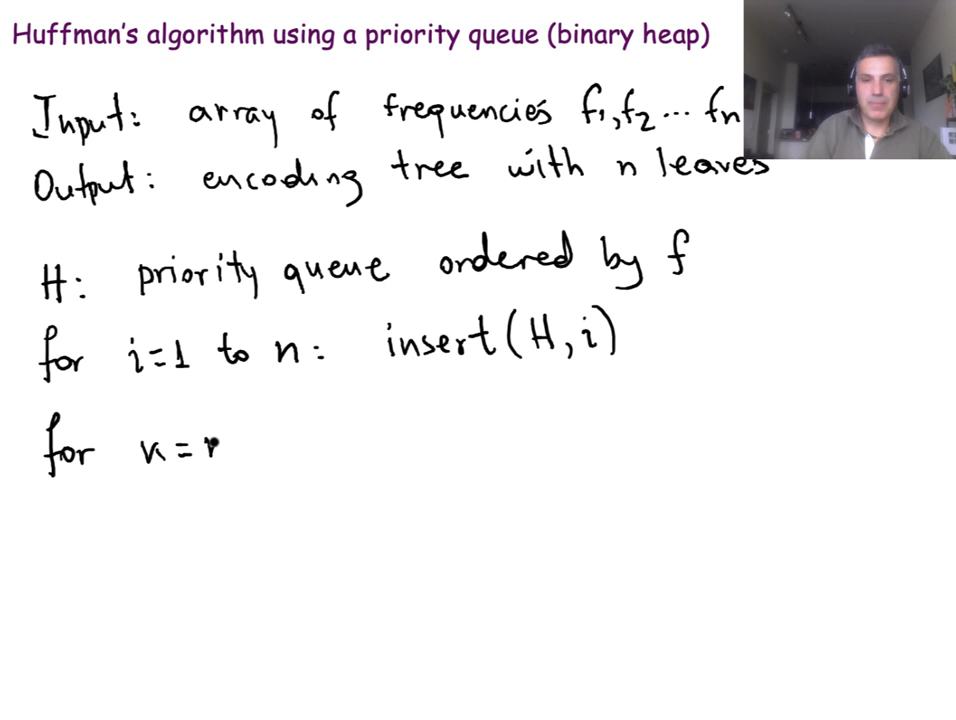 Huffman's algorithm using a priority queue (binary heap)
Input: array of frequencies f1, f2 ... fn
Output: encoding tree with n leaves
H: priority queue ordered by f
for i=1 to n: insert(H, i)
for k=